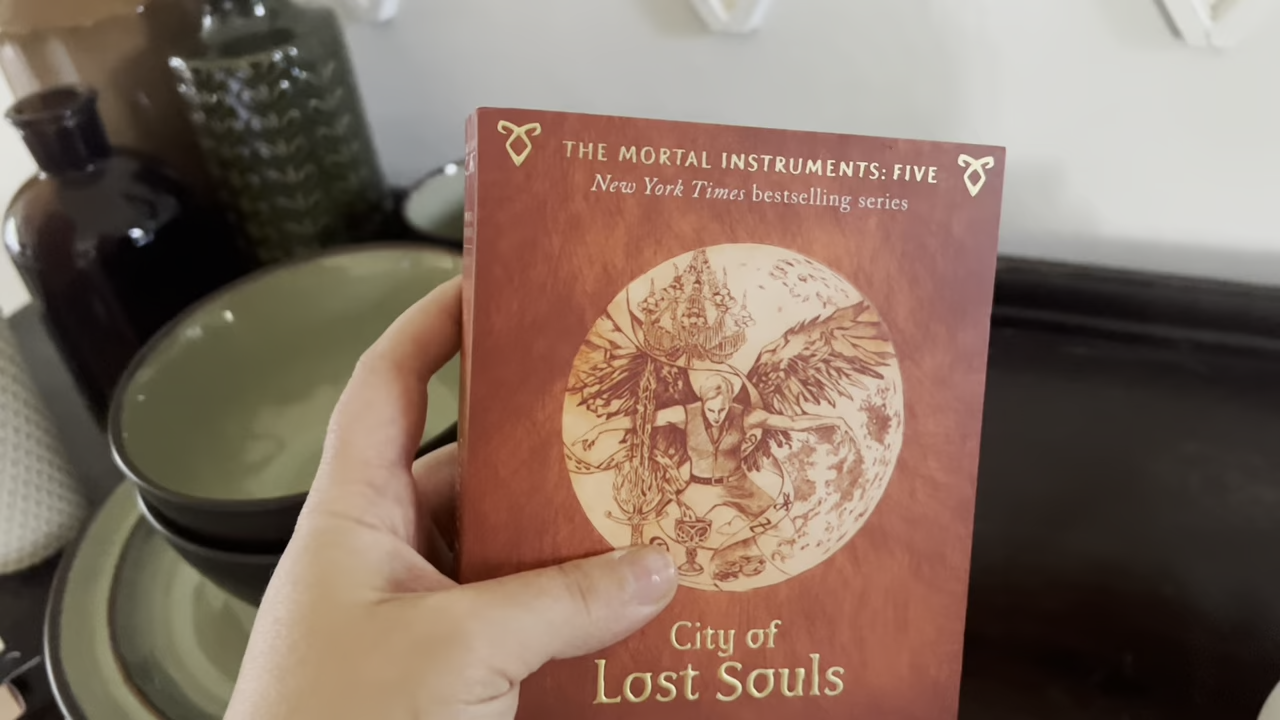 THE MORTAL INSTRUMENTS: FIVE
New York Times bestselling series
City of
Lost Souls